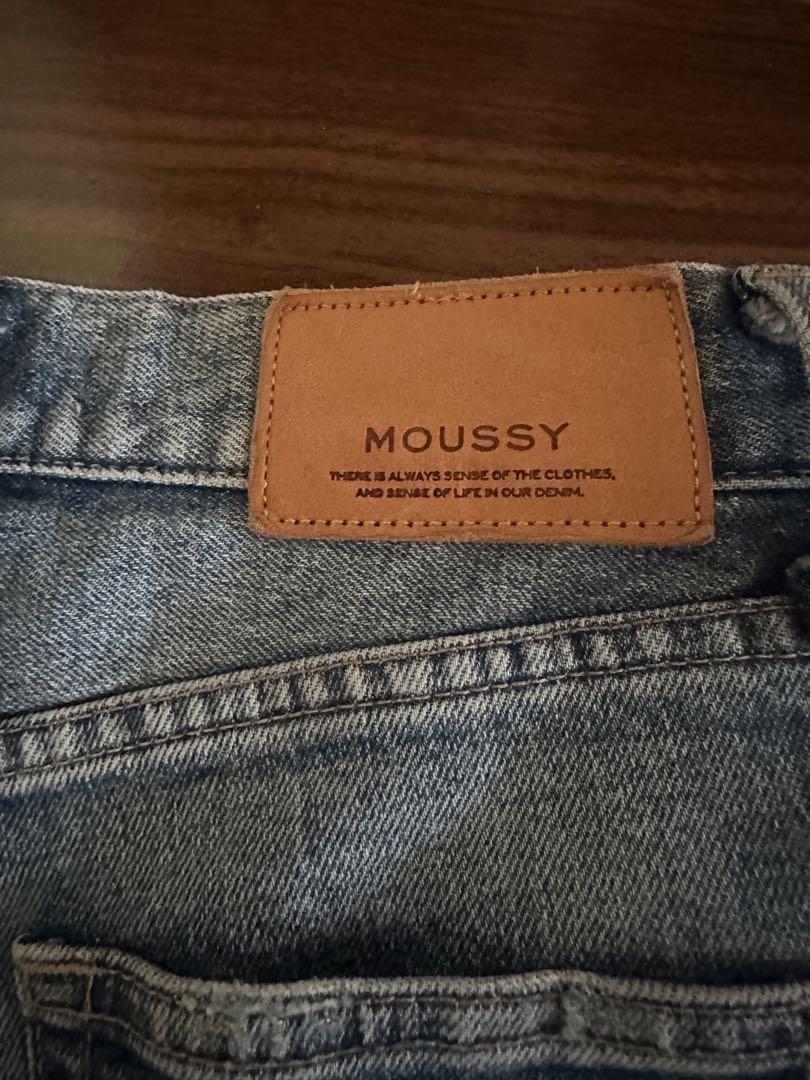 MOUSSY
THERE IS ALWAYS SENSE OF THE CLOTHES,
AND SENSE OF LIFE IN OUR DENIM.